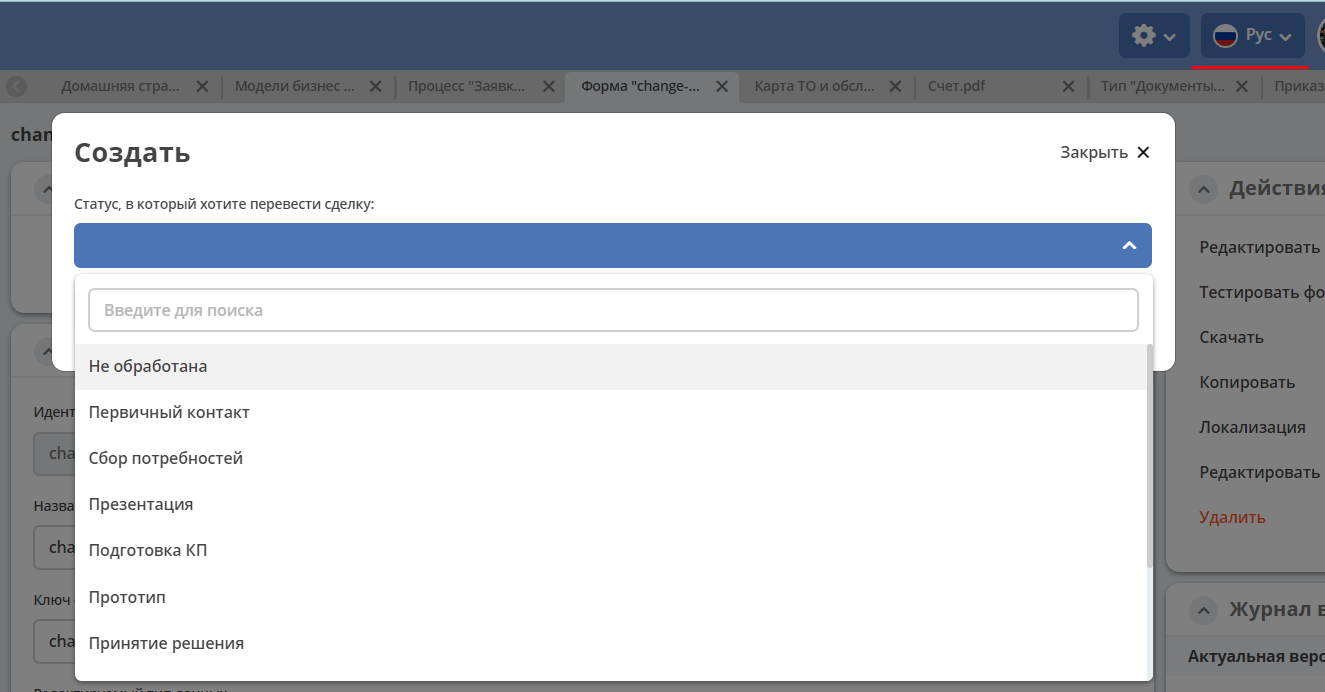 Рус
Домашняя стра...
Модели бизнес ...
Процесс "Заявк...
Форма "change-...
Карта ТО и обсл...
Счет.pdf
Тип "Документы...
Приказ
chan
Создать
Закрыть
Статус, в который хотите перевести сделку:
Введите для поиска
Не обработана
Первичный контакт
Сбор потребностей
Презентация
Подготовка КП
Прототип
Принятие решения
Идент
cha
Назва
cha
Ключ
cha
Действия
Редактировать
Тестировать фо
Скачать
Копировать
Локализация
Редактировать
Удалить
Журнал в
Актуальная верс